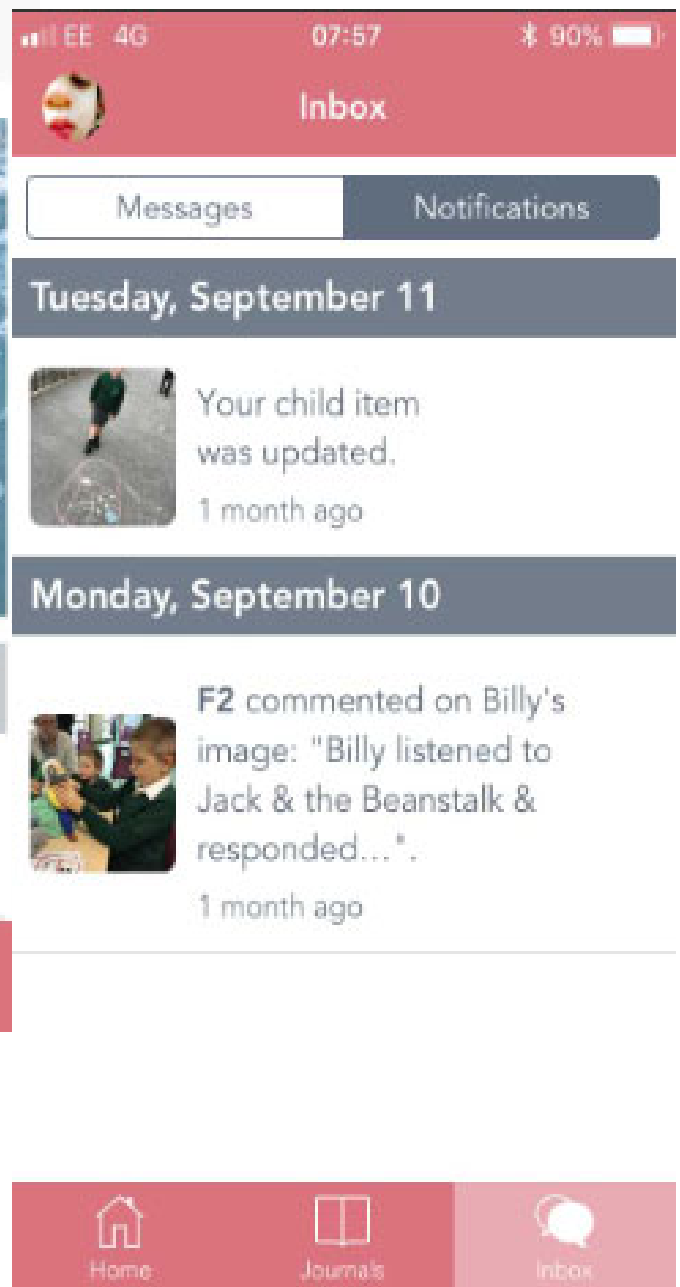 EE 4G 07:57 90%
Inbox
Messages Notifications
Tuesday, September 11
Your child item
was updated.
1 month ago
Monday, September 10
F2 commented on Billy's
image: "Billy listened to
Jack & the Beanstalk &
responded...".
1 month ago
Home Journals Inbox